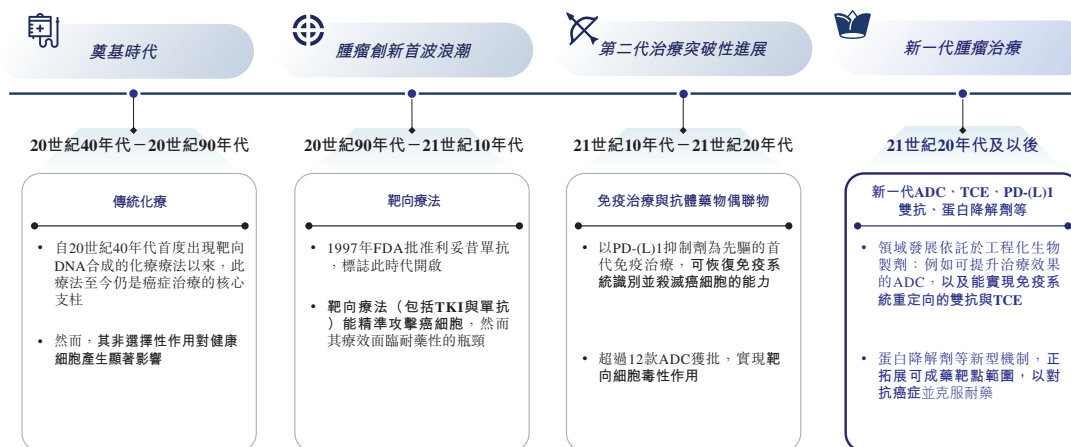 奠基時代
20世紀40年代－20世紀90年代
傳統化療
• 自20世紀40年代首度出現靶向
DNA合成的化療療法以來，此
療法至今仍是癌症治療的核心
支柱
• 然而，其非選擇性作用對健康
細胞產生顯著影響
腫瘤創新首波浪潮
20世紀90年代－21世紀10年代
靶向療法
• 1997年FDA批准利妥昔單抗
，標誌此時代開啟
• 靶向療法（包括TKI與單抗
）能精準攻擊癌細胞，然而
其療效面臨耐藥性的瓶頸
第二代治療突破性進展
21世紀10年代－21世紀20年代
免疫治療與抗體藥物偶聯物
• 以PD-(L)1抑制劑為先驅的首
代免疫治療，可恢復免疫系
統識別並殺滅癌細胞的能力
• 超過12款ADC獲批，實現靶
向細胞毒性作用
新一代腫瘤治療
21世紀20年代及以後
新一代ADC、TCE、PD-(L)1
雙抗、蛋白降解劑等
• 領域發展依託於工程化生物
製劑：例如可提升治療效果
的ADC，以及能實現免疫系
統重定向的雙抗與TCE
• 蛋白降解劑等新型機制，正
拓展可成藥靶點範圍，以對
抗癌症並克服耐藥